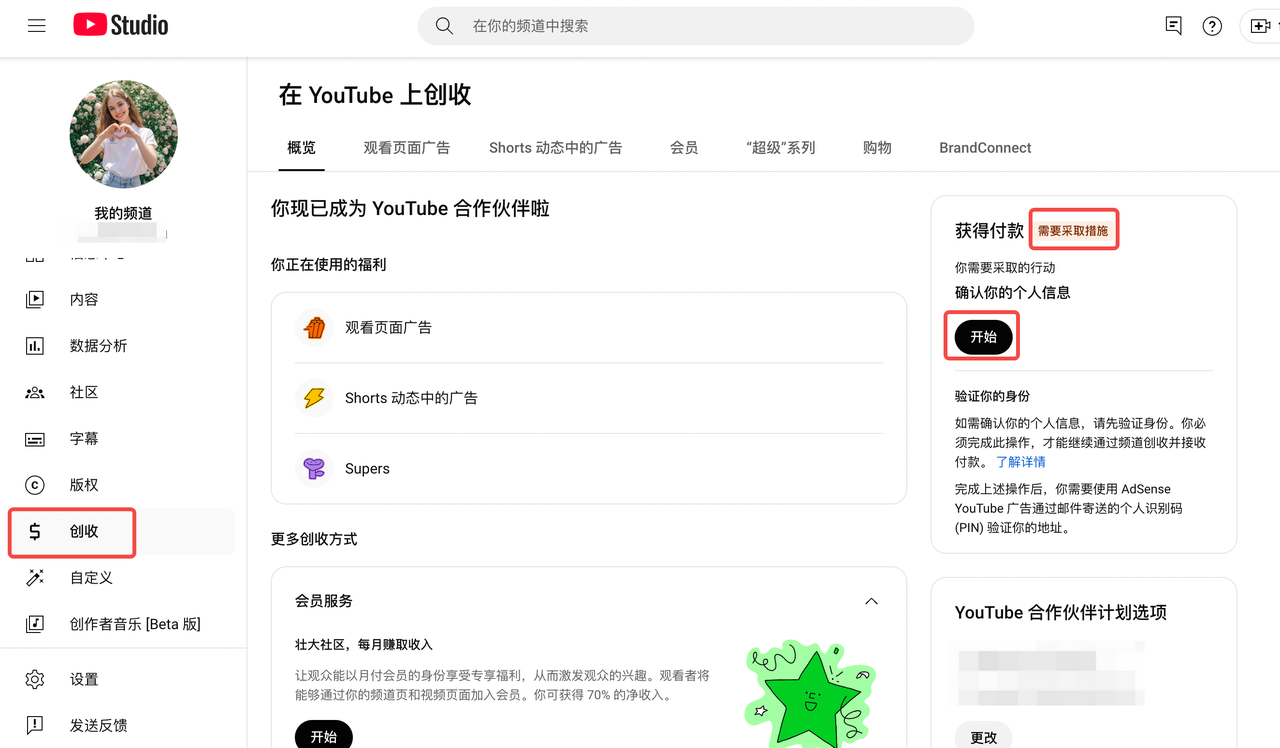 Studio
在你的频道中搜索
我的频道
内容
数据分析
社区
字幕
版权
创收
自定义
创作者音乐 [Beta 版]
设置
发送反馈
在 YouTube 上创收
概览
观看页面广告
Shorts 动态中的广告
会员
“超级”系列
购物
BrandConnect
你现已成为 YouTube 合作伙伴啦
你正在使用的福利
观看页面广告
Shorts 动态中的广告
Supers
更多创收方式
会员服务
壮大社区，每月赚取收入
让观众能以月付会员的身份享受专享福利，从而激发观众的兴趣。观看者将
能够通过你的频道页和视频页面加入会员。你可获得 70% 的净收入。
开始
获得付款 需要采取措施
你需要采取的行动
确认你的个人信息
开始
验证你的身份
如需确认你的个人信息，请先验证身份。你必
须完成此操作，才能继续通过频道创收并接收
付款。 了解详情
完成上述操作后，你需要使用 AdSense
YouTube 广告通过邮件寄送的个人识别码
(PIN) 验证你的地址。
YouTube 合作伙伴计划选项
更改